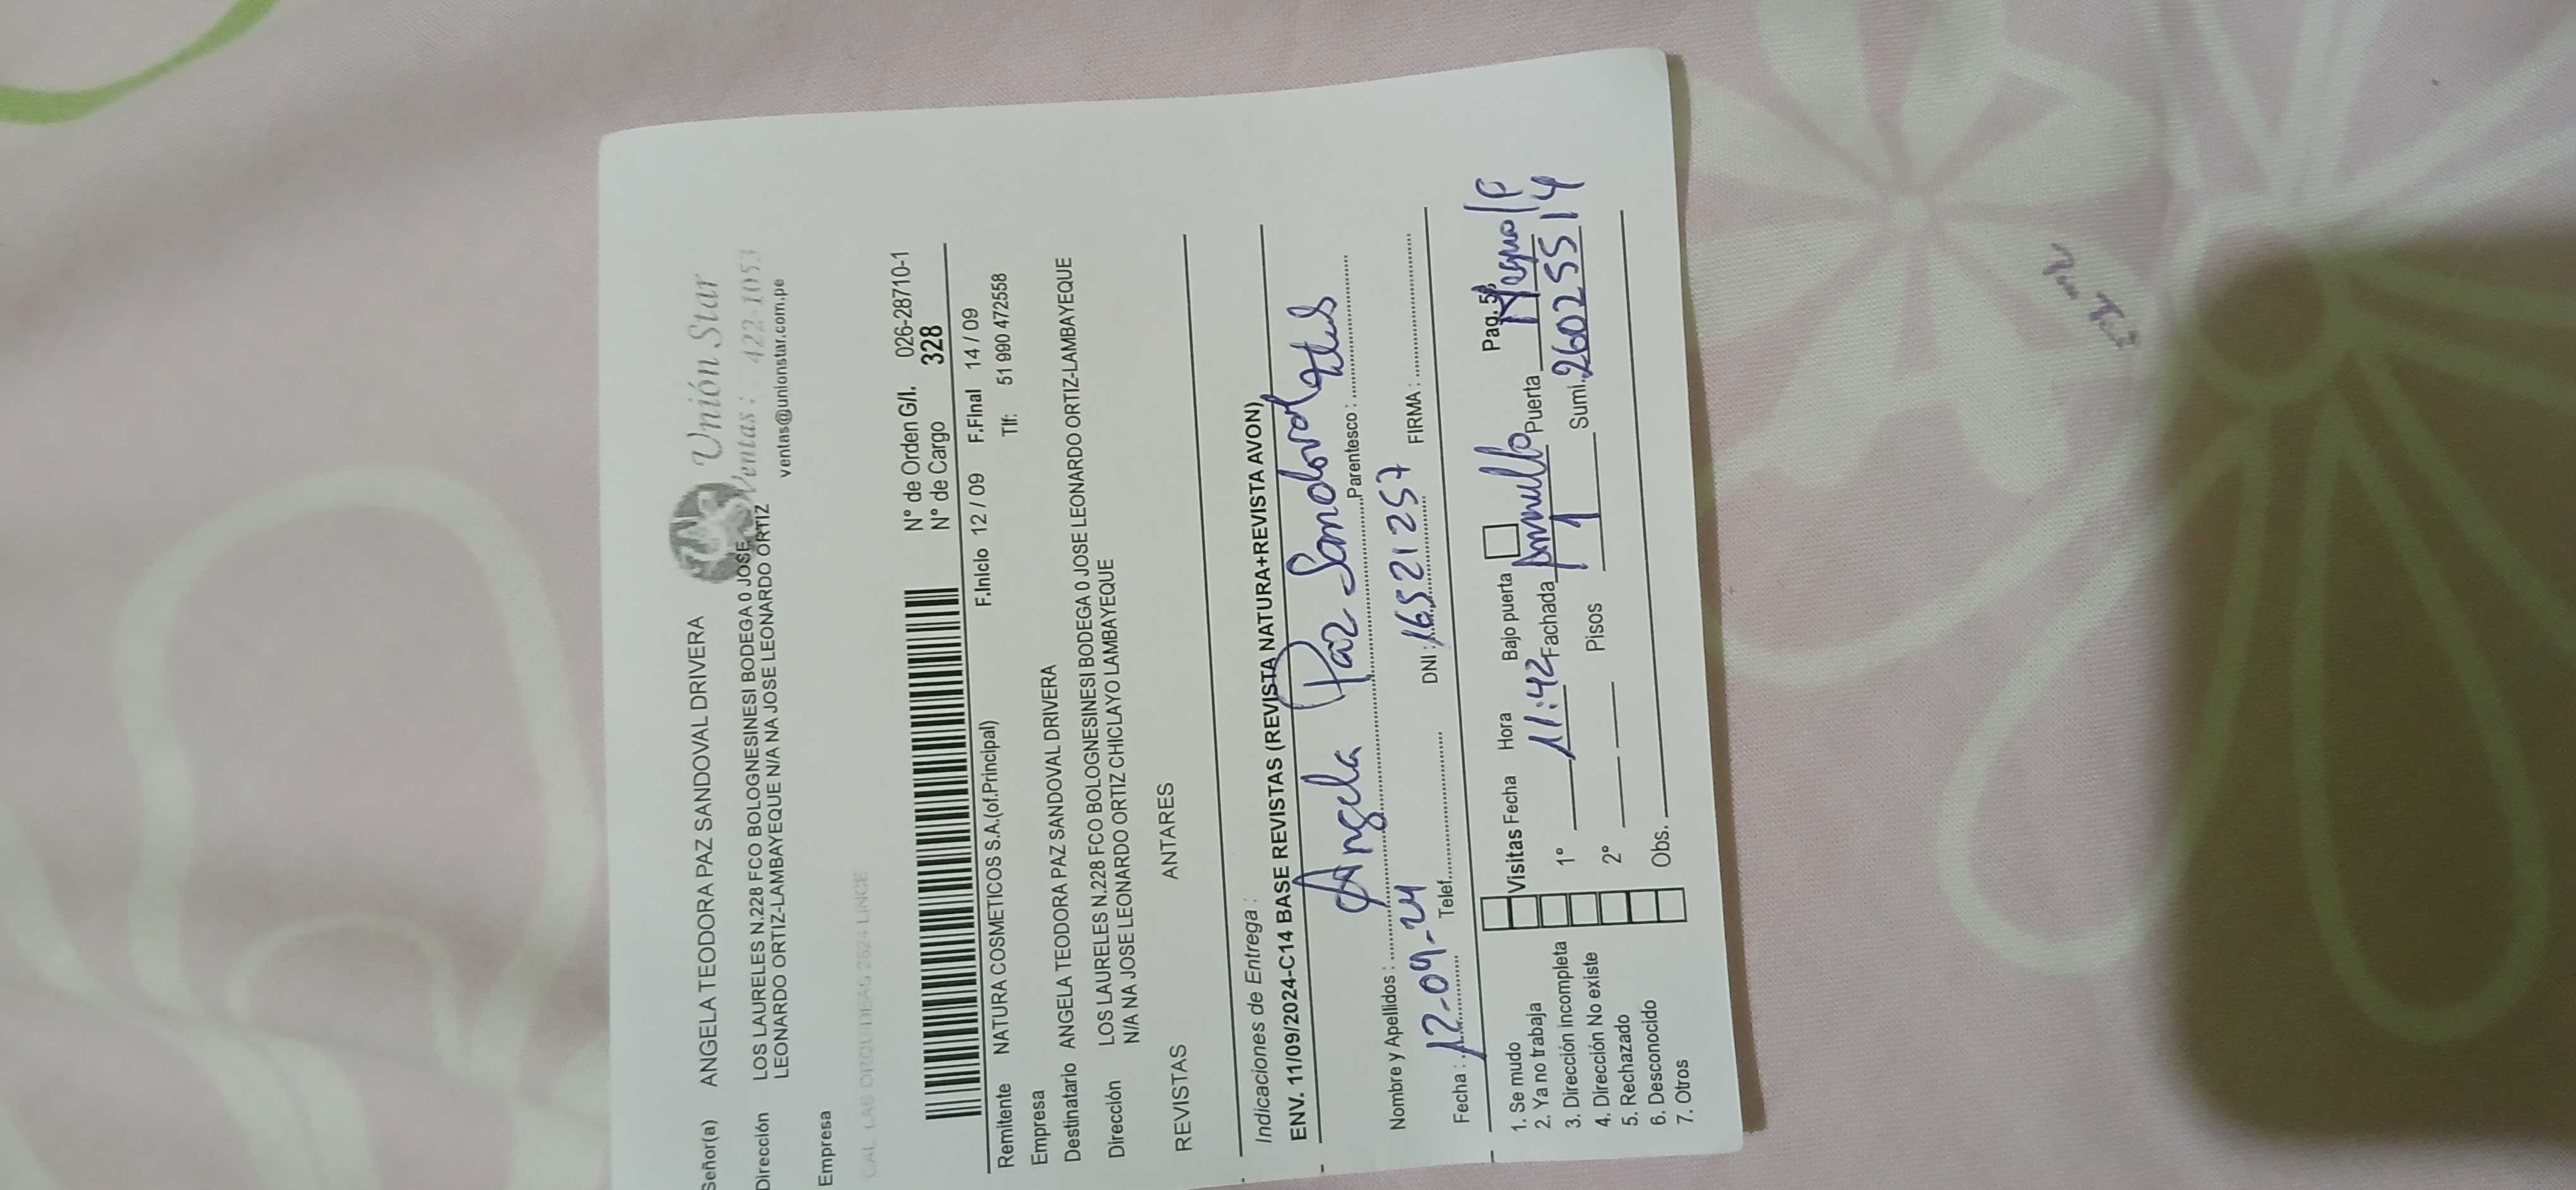 Señor(a) ANGELA TEODORA PAZ SANDOVAL DRIVERA
Unión Star
Ventas: 422-1053
ventas@unionstar.com.pe
Dirección LOS LAURELES N.228 FCO BOLOGNESINESI BODEGA 0 JOSE
LEONARDO ORTIZ-LAMBAYEQUE N/A NA JOSE LEONARDO ORTIZ
Empresa
CAL. LAS ORQUIDEAS 2624 LINCE
N° de Orden G/I. 026-28710-1
N° de Cargo 328
F.Inicio 12 / 09 F.Final 14 / 09
Remitente NATURA COSMETICOS S.A.(of.Principal) Tlf: 51 990 472558
Empresa
Destinatario ANGELA TEODORA PAZ SANDOVAL DRIVERA
Dirección LOS LAURELES N.228 FCO BOLOGNESINESI BODEGA 0 JOSE LEONARDO ORTIZ-LAMBAYEQUE
N/A NA JOSE LEONARDO ORTIZ CHICLAYO LAMBAYEQUE
REVISTAS ANTARES
Indicaciones de Entrega :
ENV. 11/09/2024-C14 BASE REVISTAS (REVISTA NATURA+REVISTA AVON)
Nombre y Apellidos : Angela Paz Sandoval Parentesco :
Fecha : 12-09-24 Telef. DNI : 16521257 FIRMA :
Pag. 5
1. Se mudo Visitas Fecha Hora Bajo puerta
2. Ya no trabaja 1° 11:42 Fachada Amarillo Puerta Negra
3. Dirección incompleta 2° Pisos 1 Sumi. 26025514
4. Dirección No existe Obs.
5. Rechazado
6. Desconocido
7. Otros